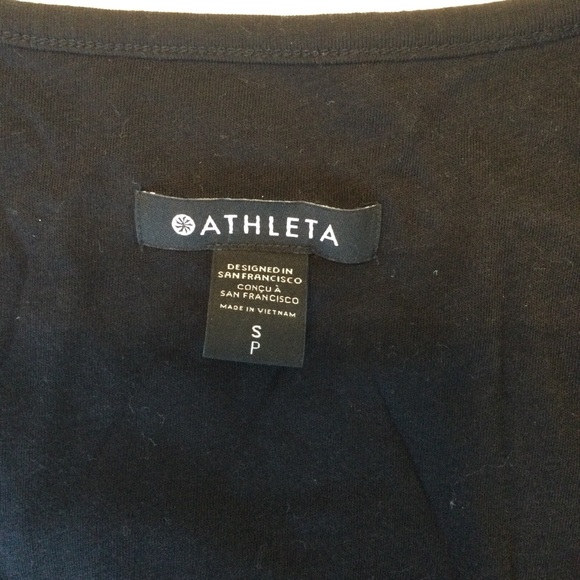 ATHLETA
DESIGNED IN
SAN FRANCISCO
CONÇU À
SAN FRANCISCO
MADE IN VIETNAM
S
P